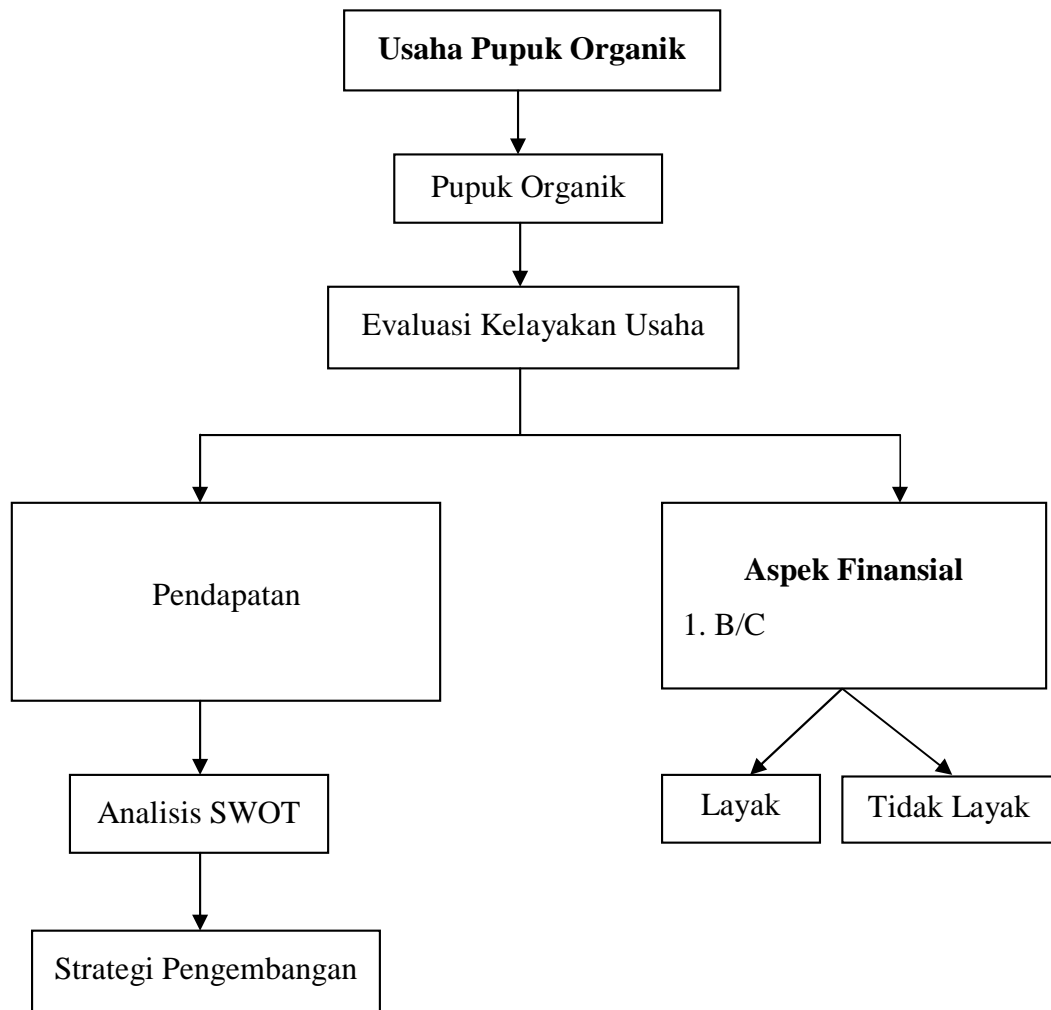 Usaha Pupuk Organik
Pupuk Organik
Evaluasi Kelayakan Usaha
Pendapatan
Aspek Finansial
1. B/C
Analisis SWOT
Layak
Tidak Layak
Strategi Pengembangan